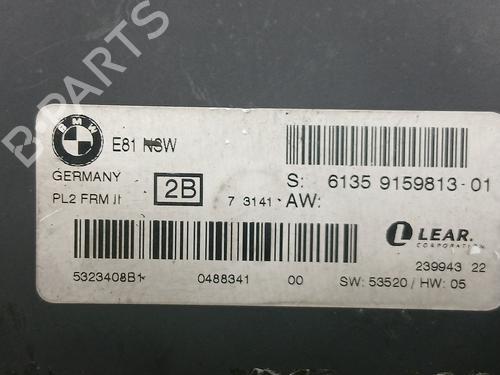 B-PARTS
BMW
E81 NSW
GERMANY
PL2 FRM II
2B
7 3141
S: 6135 9159813-01
AW:
LEAR.
CORPORATION
239943 22
5323408B1
0488341
00
SW: 53520 / HW: 05